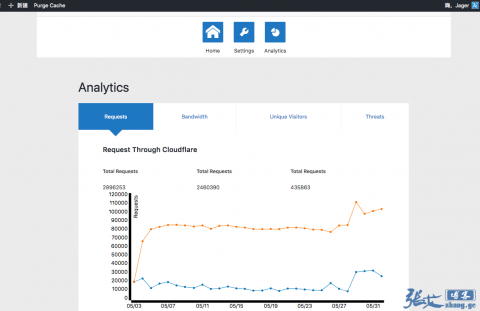 新建 Purge Cache
嗨，Jager
Home Settings Analytics
Analytics
Requests Bandwidth Unique Visitors Threats
Request Through Cloudflare
Total Requests Total Requests Total Requests
2896253 2460390 435863
Requests
120000
110000
100000
90000
80000
70000
60000
50000
40000
30000
20000
10000
0
05/03 05/07 05/11 05/15 05/19 05/23 05/27 05/31
张戈
博客
zhang.ge